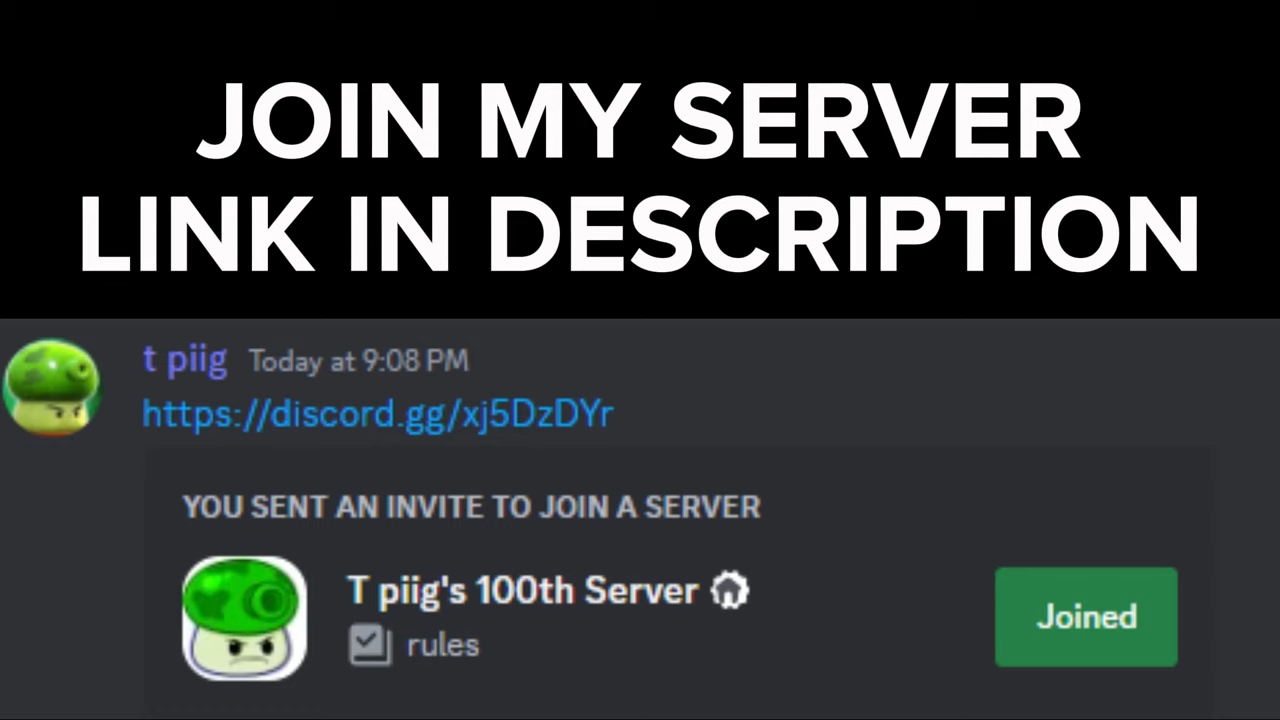 JOIN MY SERVER
LINK IN DESCRIPTION
t piig Today at 9:08 PM
https://discord.gg/xj5DzDYr
YOU SENT AN INVITE TO JOIN A SERVER
T piig's 100th Server
rules
Joined